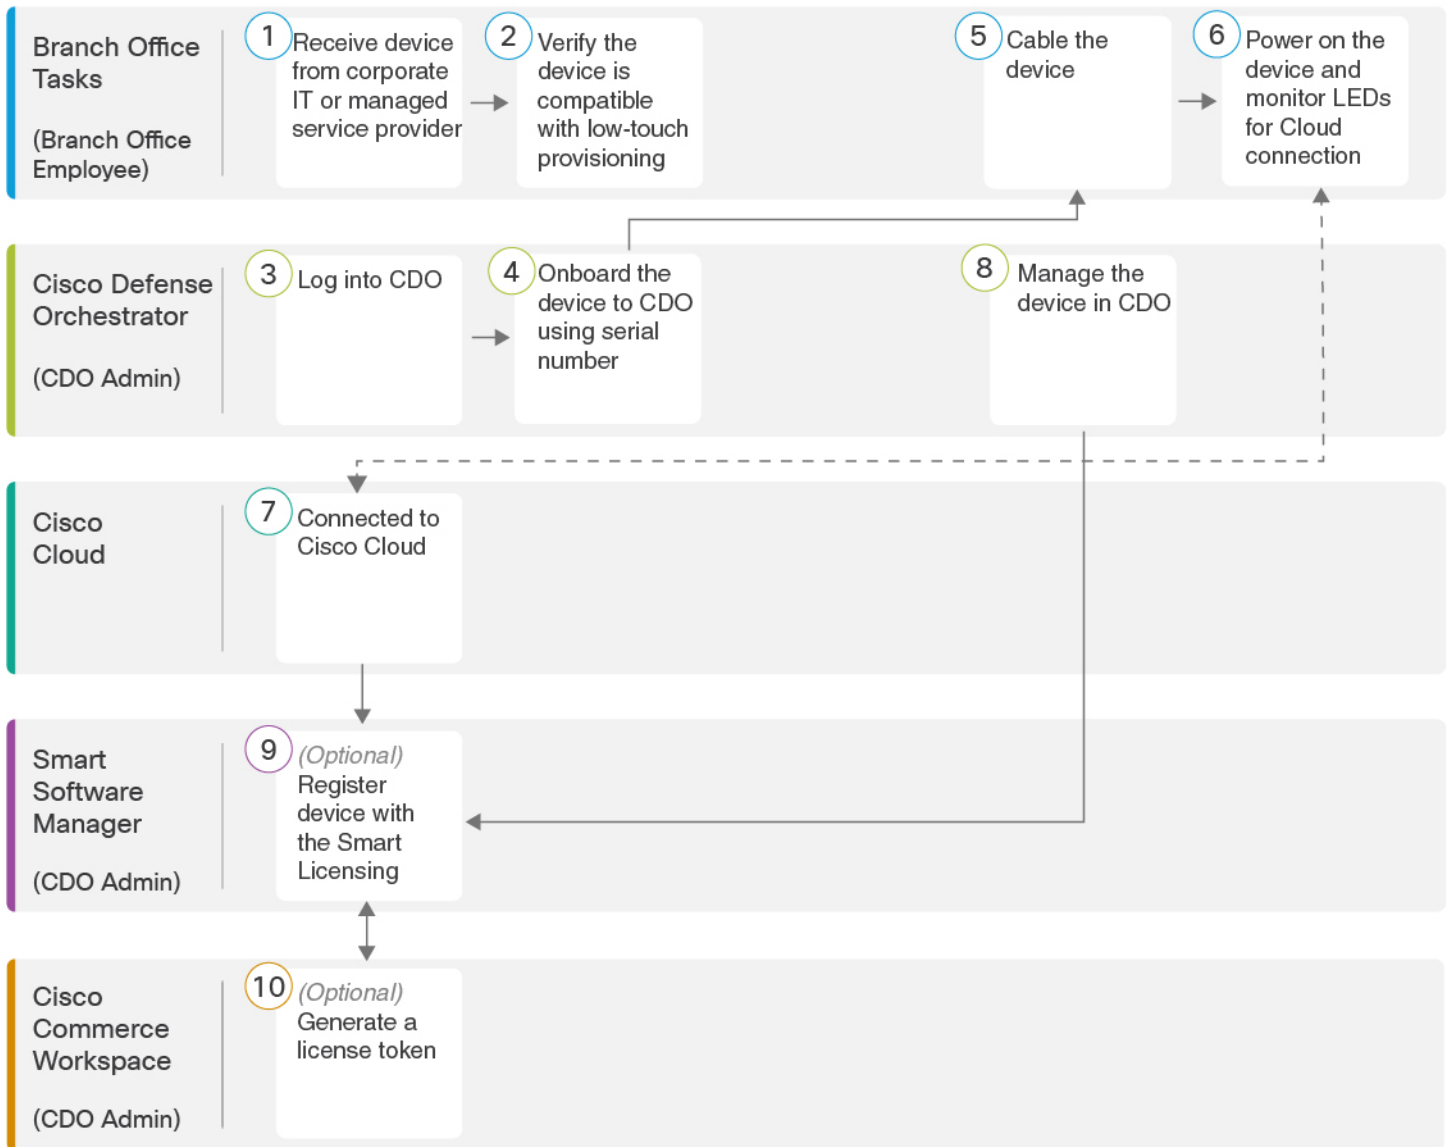 Branch Office
Tasks
(Branch Office
Employee)
1
Receive device
from corporate
IT or managed
service provider
2
Verify the
device is
compatible
with low-touch
provisioning
5
Cable the
device
6
Power on the
device and
monitor LEDs
for Cloud
connection
Cisco Defense
Orchestrator
(CDO Admin)
3
Log into CDO
4
Onboard the
device to CDO
using serial
number
8
Manage the
device in CDO
Cisco
Cloud
7
Connected to
Cisco Cloud
Smart
Software
Manager
(CDO Admin)
9
(Optional)
Register
device with
the Smart
Licensing
Cisco
Commerce
Workspace
(CDO Admin)
10
(Optional)
Generate a
license token